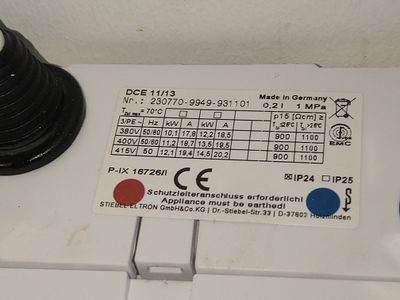 DCE 11/13
Made in Germany
Nr.: 230770-9949-931101
0,2 l 1 MPa
= 70°C
p15 [Ωcm] ≥
3/PE~ Hz kW A kW A
380V 50/60 10,1 17,8 12,2 18,5 900 1100
400V 50/60 11,1 18,7 13,5 19,5 900 1100
415V 50 12,1 19,4 14,5 20,2 900 1100
EMC
P-IX 16726/I CE
IP24 IP25
Schutzleiteranschluss erforderlich!
Appliance must be earthed!
STIEBEL ELTRON GmbH&Co.KG | Dr.-Stiebel-Str.33 | D-37603 Holzminden